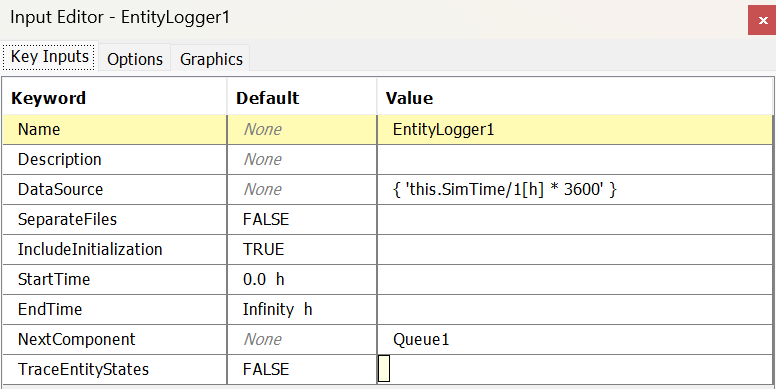 Input Editor - EntityLogger1
x
Key Inputs Options Graphics
Keyword Default Value
Name None EntityLogger1
Description None
DataSource None { 'this.SimTime/1[h] * 3600' }
SeparateFiles FALSE
IncludeInitialization TRUE
StartTime 0.0 h
EndTime Infinity h
NextComponent None Queue1
TraceEntityStates FALSE